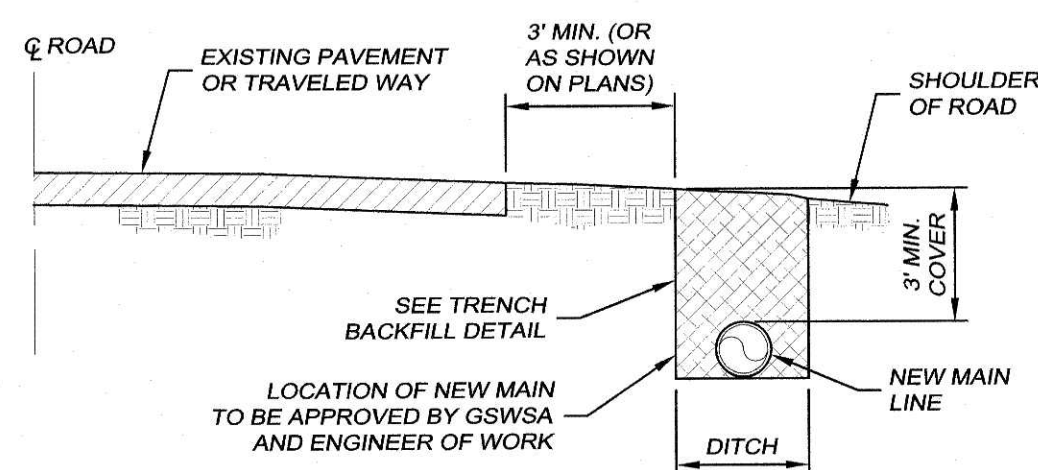 ℄ ROAD
EXISTING PAVEMENT
OR TRAVELED WAY
3' MIN. (OR
AS SHOWN
ON PLANS)
SHOULDER
OF ROAD
3' MIN.
COVER
SEE TRENCH
BACKFILL DETAIL
LOCATION OF NEW MAIN
TO BE APPROVED BY GSWSA
AND ENGINEER OF WORK
NEW MAIN
LINE
DITCH